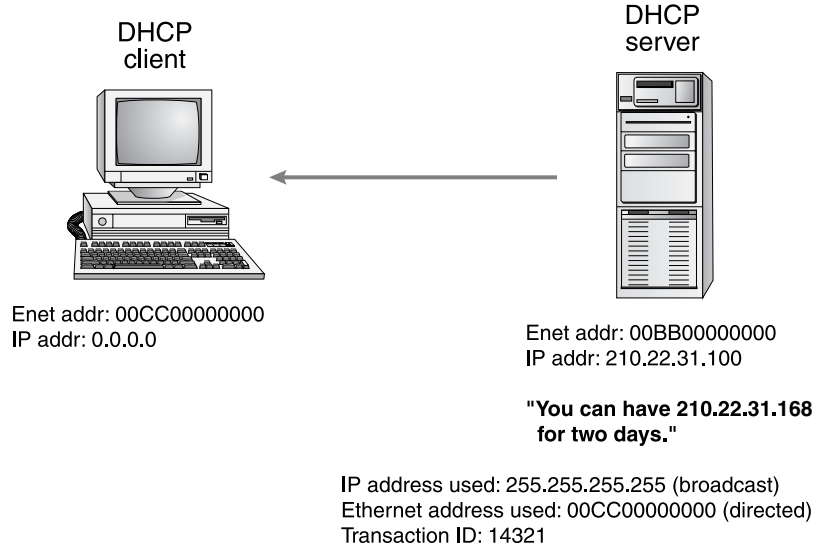 DHCP
client
DHCP
server
Enet addr: 00CC00000000
IP addr: 0.0.0.0
Enet addr: 00BB00000000
IP addr: 210.22.31.100
"You can have 210.22.31.168
for two days."
IP address used: 255.255.255.255 (broadcast)
Ethernet address used: 00CC00000000 (directed)
Transaction ID: 14321